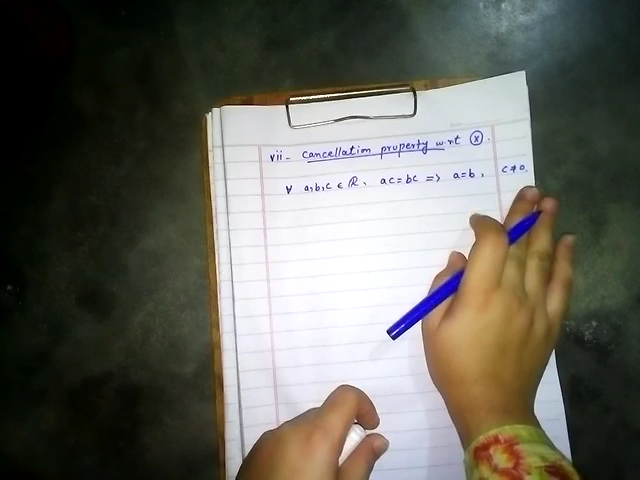 vii- Cancellation property w.r.t ⓧ.
∀ a,b,c ∈ ℝ, ac=bc => a=b, c≠0.